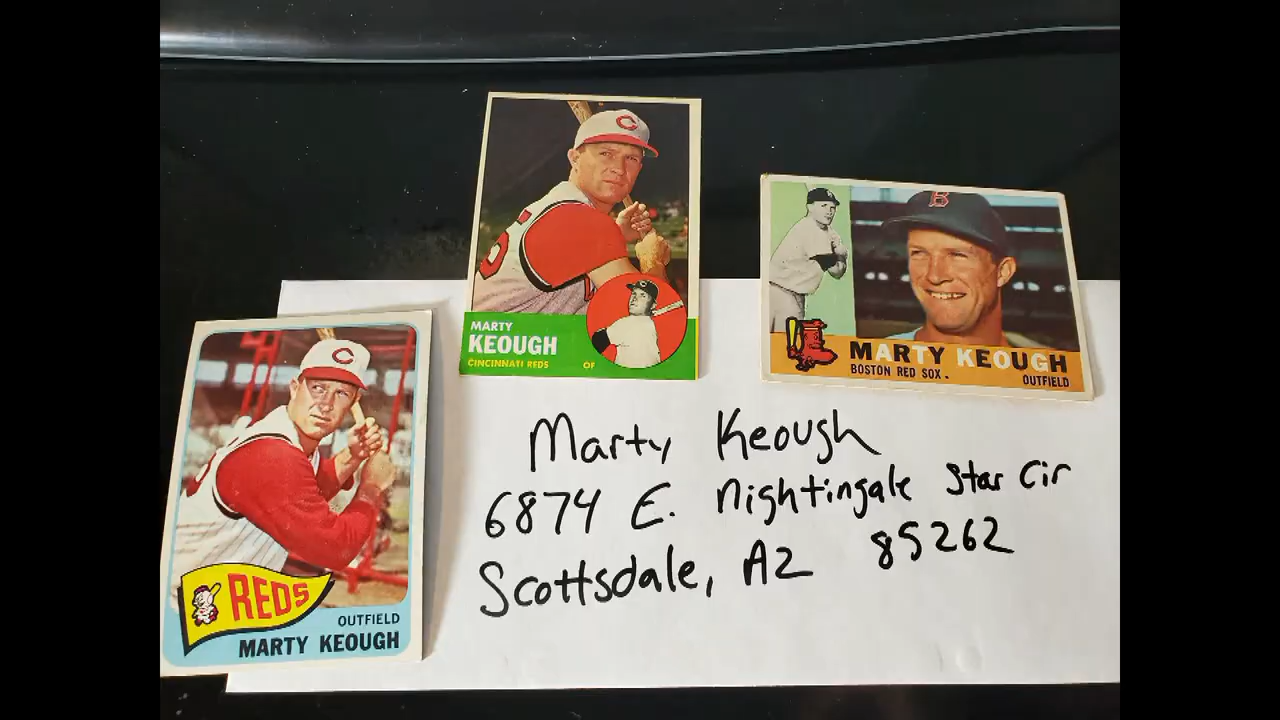 C
MARTY
KEOUGH
CINCINNATI REDS OF
B
MARTY KEOUGH
BOSTON RED SOX.
OUTFIELD
C
REDS
OUTFIELD
MARTY KEOUGH
Marty Keough
6874 E. Nightingale Star Cir
Scottsdale, AZ 85262